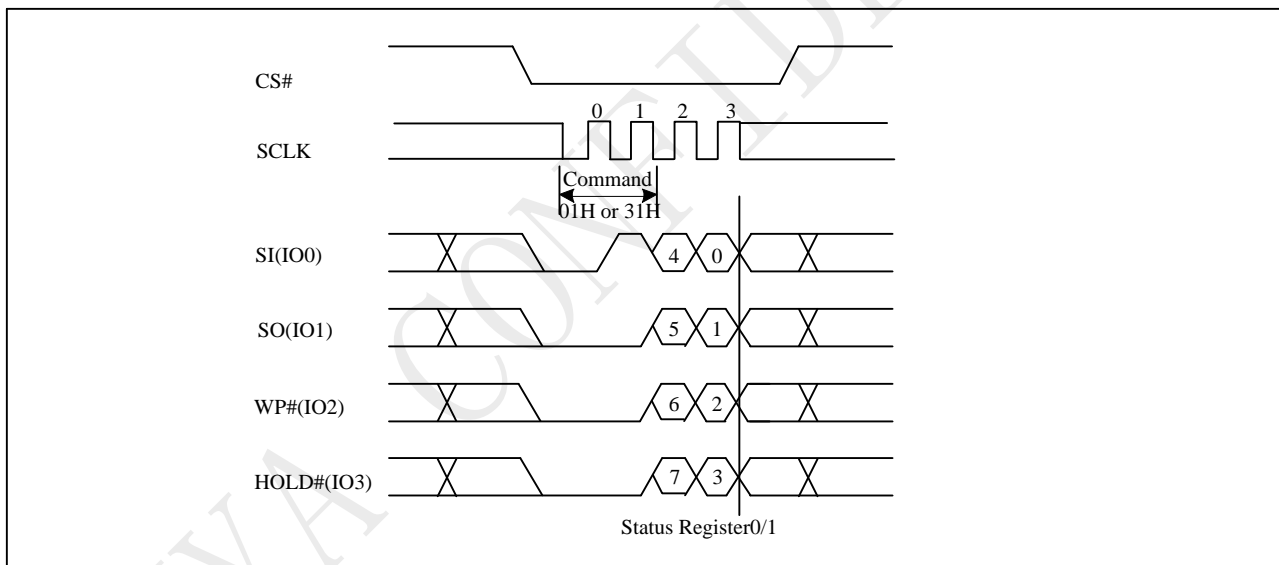 CS#
0 1 2 3
SCLK
Command
01H or 31H
SI(IO0) 4 0
SO(IO1) 5 1
WP#(IO2) 6 2
HOLD#(IO3) 7 3
Status Register0/1